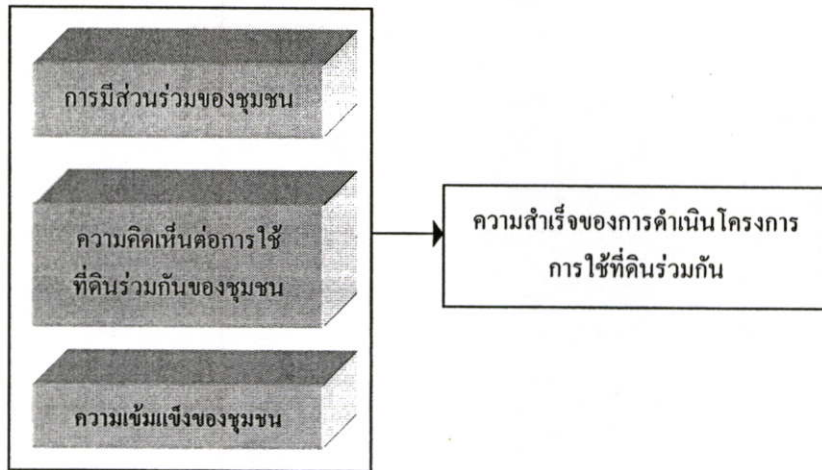 การมีส่วนร่วมของชุมชน
ความคิดเห็นต่อการใช้
ที่ดินร่วมกันของชุมชน
ความเข้มแข็งของชุมชน
ความสำเร็จของการดำเนินโครงการ
การใช้ที่ดินร่วมกัน